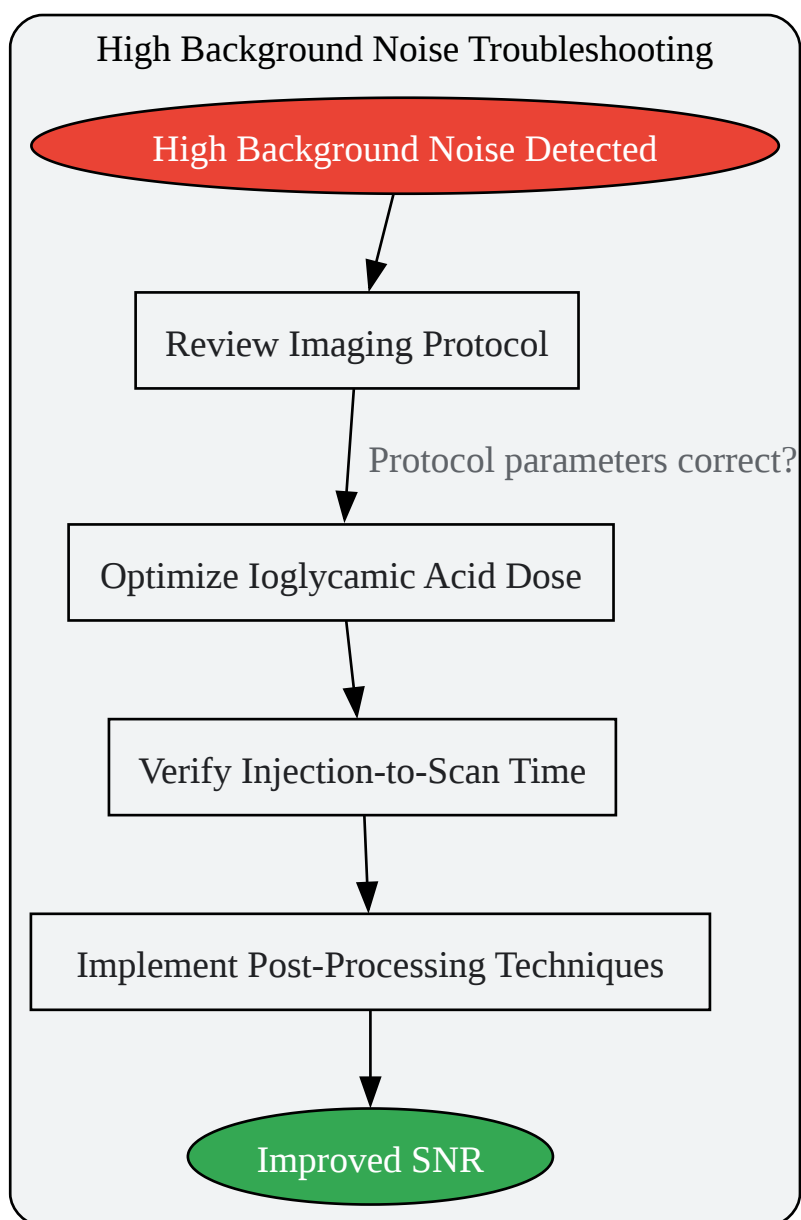 High Background Noise Troubleshooting
High Background Noise Detected
Review Imaging Protocol
Protocol parameters correct?
Optimize Ioglycamic Acid Dose
Verify Injection-to-Scan Time
Implement Post-Processing Techniques
Improved SNR